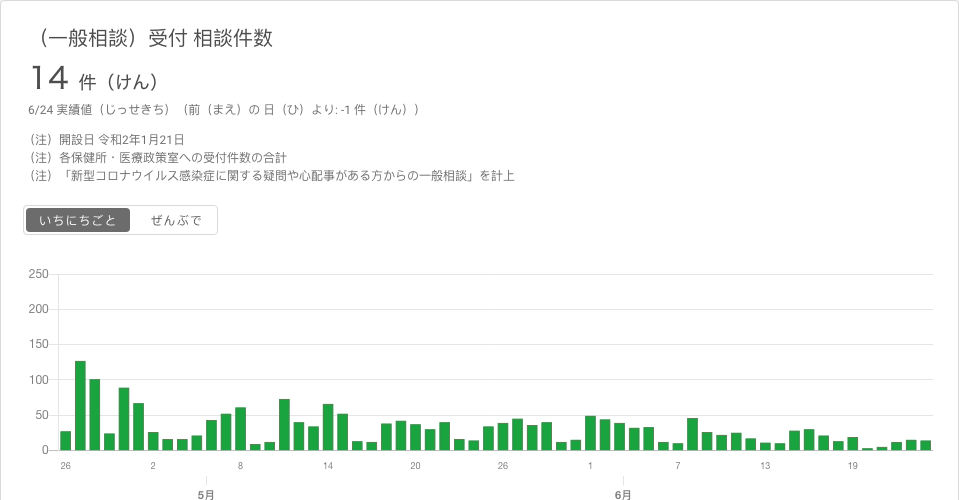 （一般相談）受付 相談件数
14 件（けん）
6/24 実績値（じっせきち）（前（まえ）の 日（ひ）より: -1 件（けん））
（注）開設日 令和2年1月21日
（注）各保健所・医療政策室への受付件数の合計
（注）「新型コロナウイルス感染症に関する疑問や心配事がある方からの一般相談」を計上
いちにちごと ぜんぶで
250
200
150
100
50
0
26 2 8 14 20 26 1 7 13 19
5月 6月